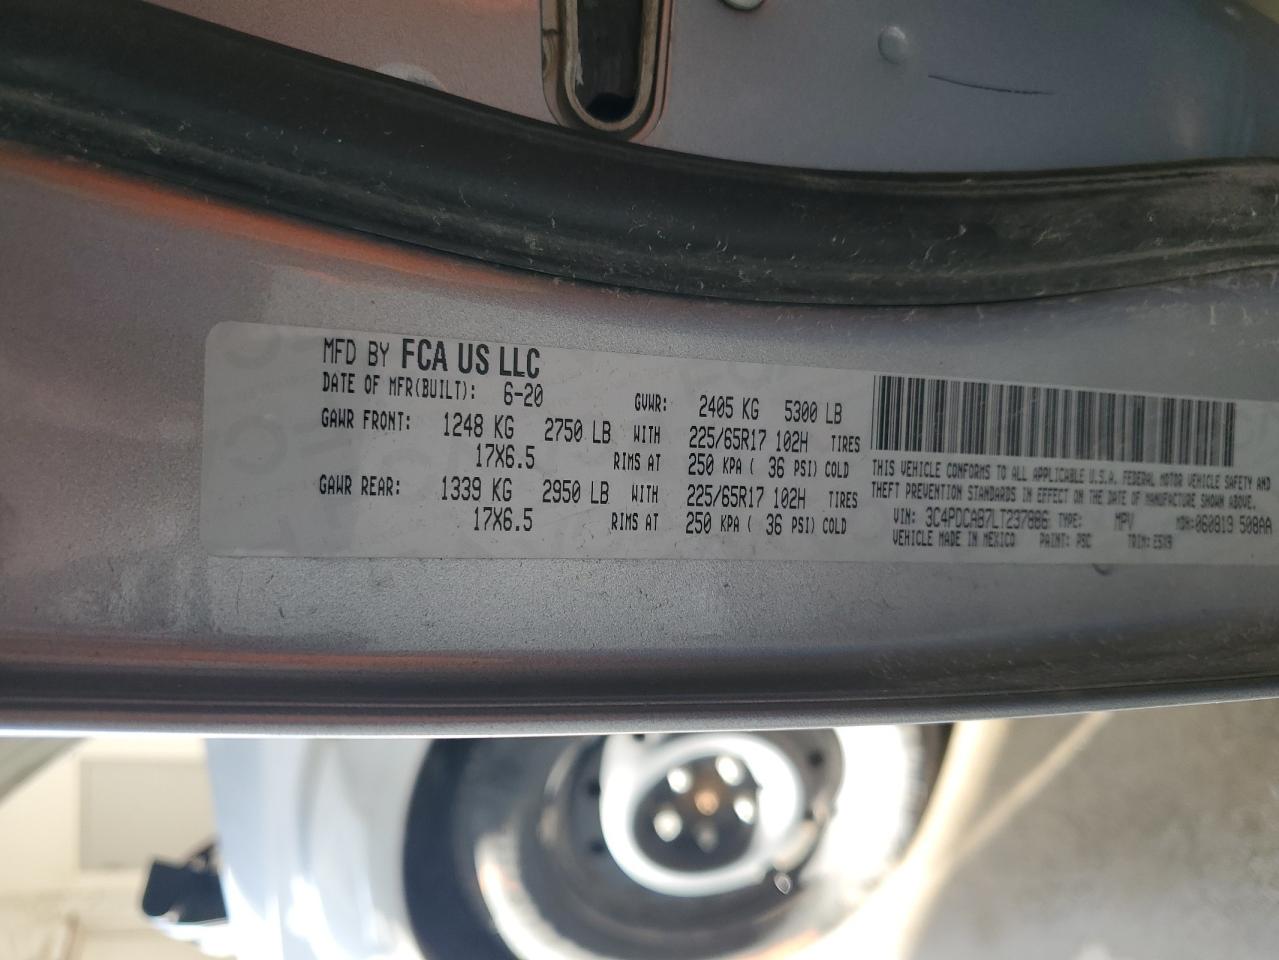 MFD BY FCA US LLC
DATE OF MFR(BUILT): 6-20 GVWR: 2405 KG 5300 LB
GAWR FRONT: 1248 KG 2750 LB WITH 225/65R17 102H TIRES
17X6.5 RIMS AT 250 KPA ( 36 PSI) COLD
GAWR REAR: 1339 KG 2950 LB WITH 225/65R17 102H TIRES
17X6.5 RIMS AT 250 KPA ( 36 PSI) COLD
THIS VEHICLE CONFORMS TO ALL APPLICABLE U.S.A. FEDERAL MOTOR VEHICLE SAFETY AND
THEFT PREVENTION STANDARDS IN EFFECT ON THE DATE OF MANUFACTURE SHOWN ABOVE.
VIN: 3C4PDCAB7LT237886 TYPE: MPV MDH:060819 508AA
VEHICLE MADE IN MEXICO PAINT: PSC TRIM: E5X9